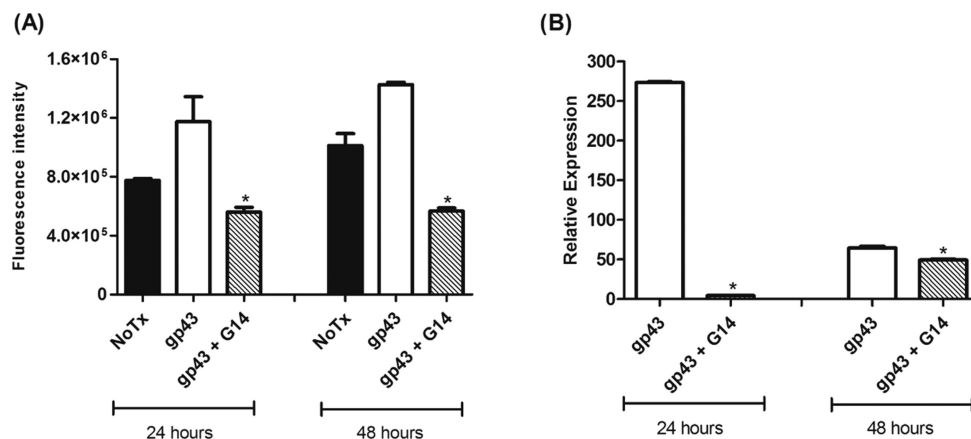 (A)
Fluorescence intensity
1.6×10⁶
1.2×10⁶
8.0×10⁵
4.0×10⁵
0
*
*
NoTx
gp43
gp43 + G14
NoTx
gp43
gp43 + G14
24 hours
48 hours
(B)
Relative Expression
300
250
200
150
100
50
0
*
*
gp43
gp43 + G14
gp43
gp43 + G14
24 hours
48 hours